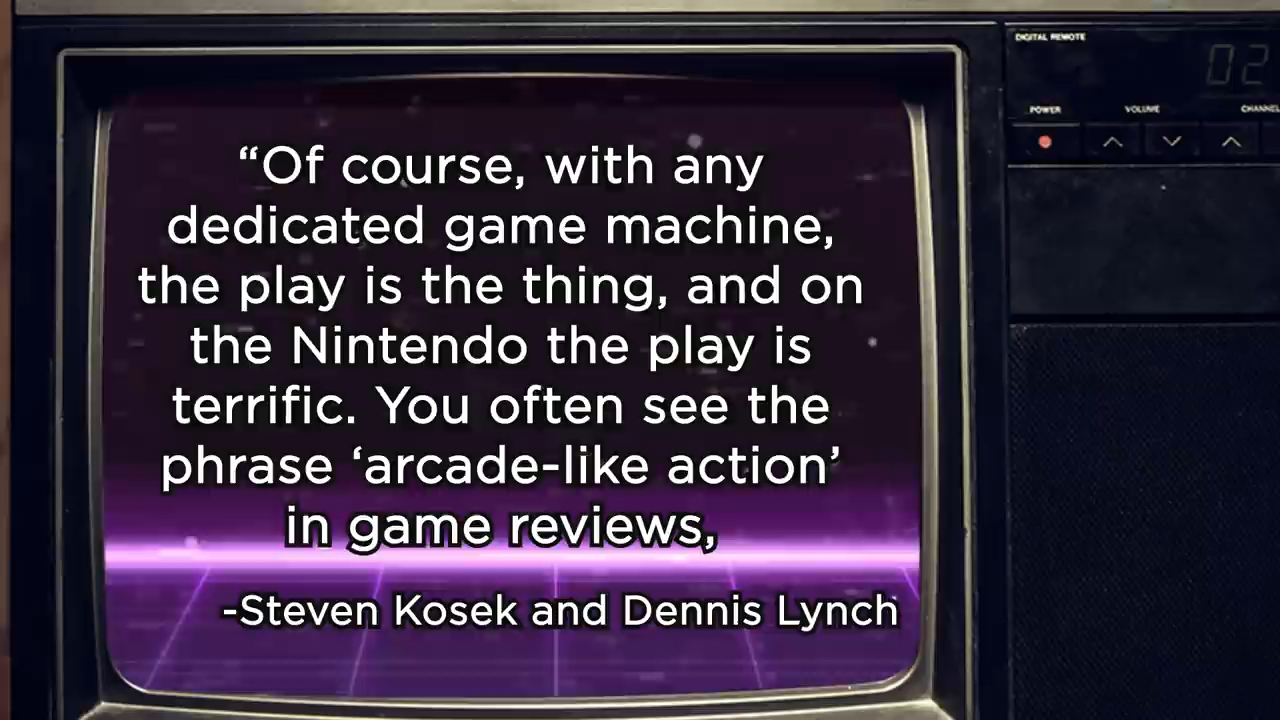 “Of course, with any
dedicated game machine,
the play is the thing, and on
the Nintendo the play is
terrific. You often see the
phrase ‘arcade-like action’
in game reviews,
-Steven Kosek and Dennis Lynch
DIGITAL REMOTE
02
POWER VOLUME CHANNEL